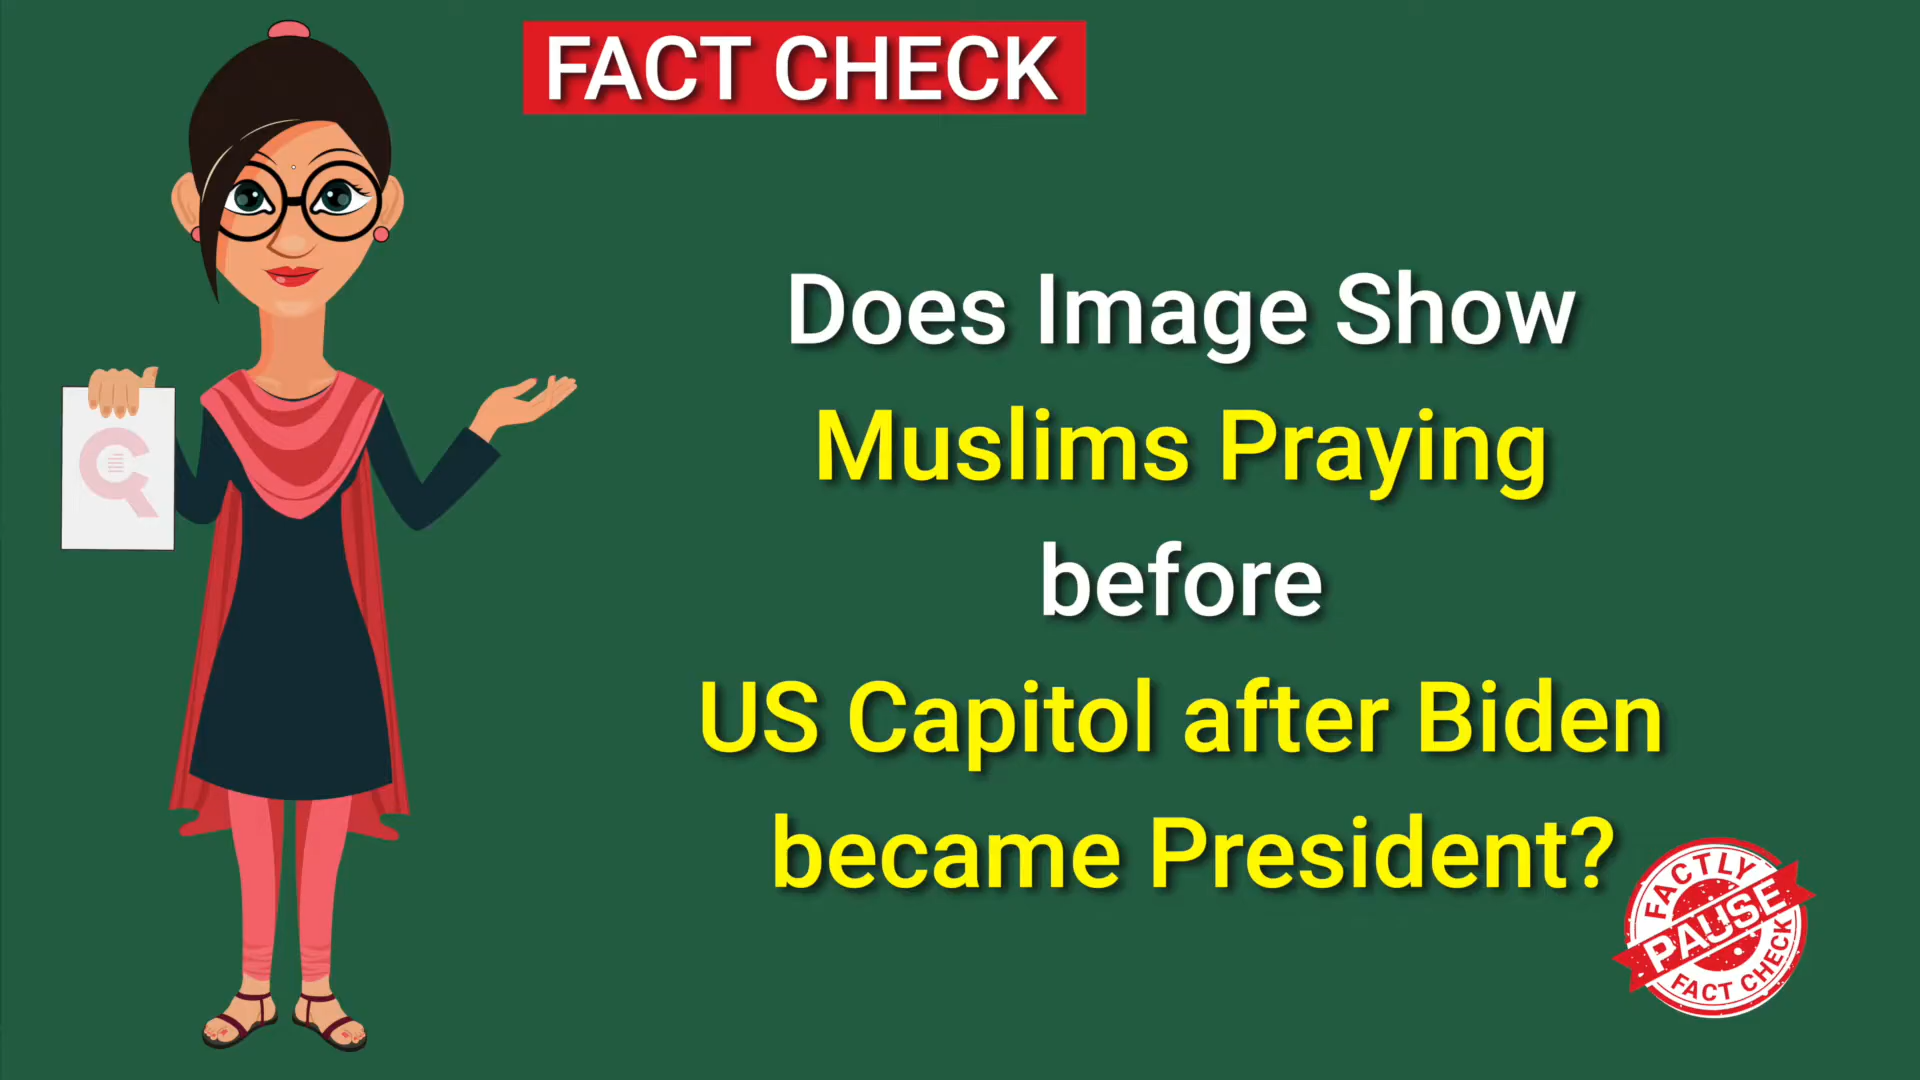 FACT CHECK
Does Image Show
Muslims Praying
before
US Capitol after Biden
became President?
FACTLY
PAUSE
FACT CHECK